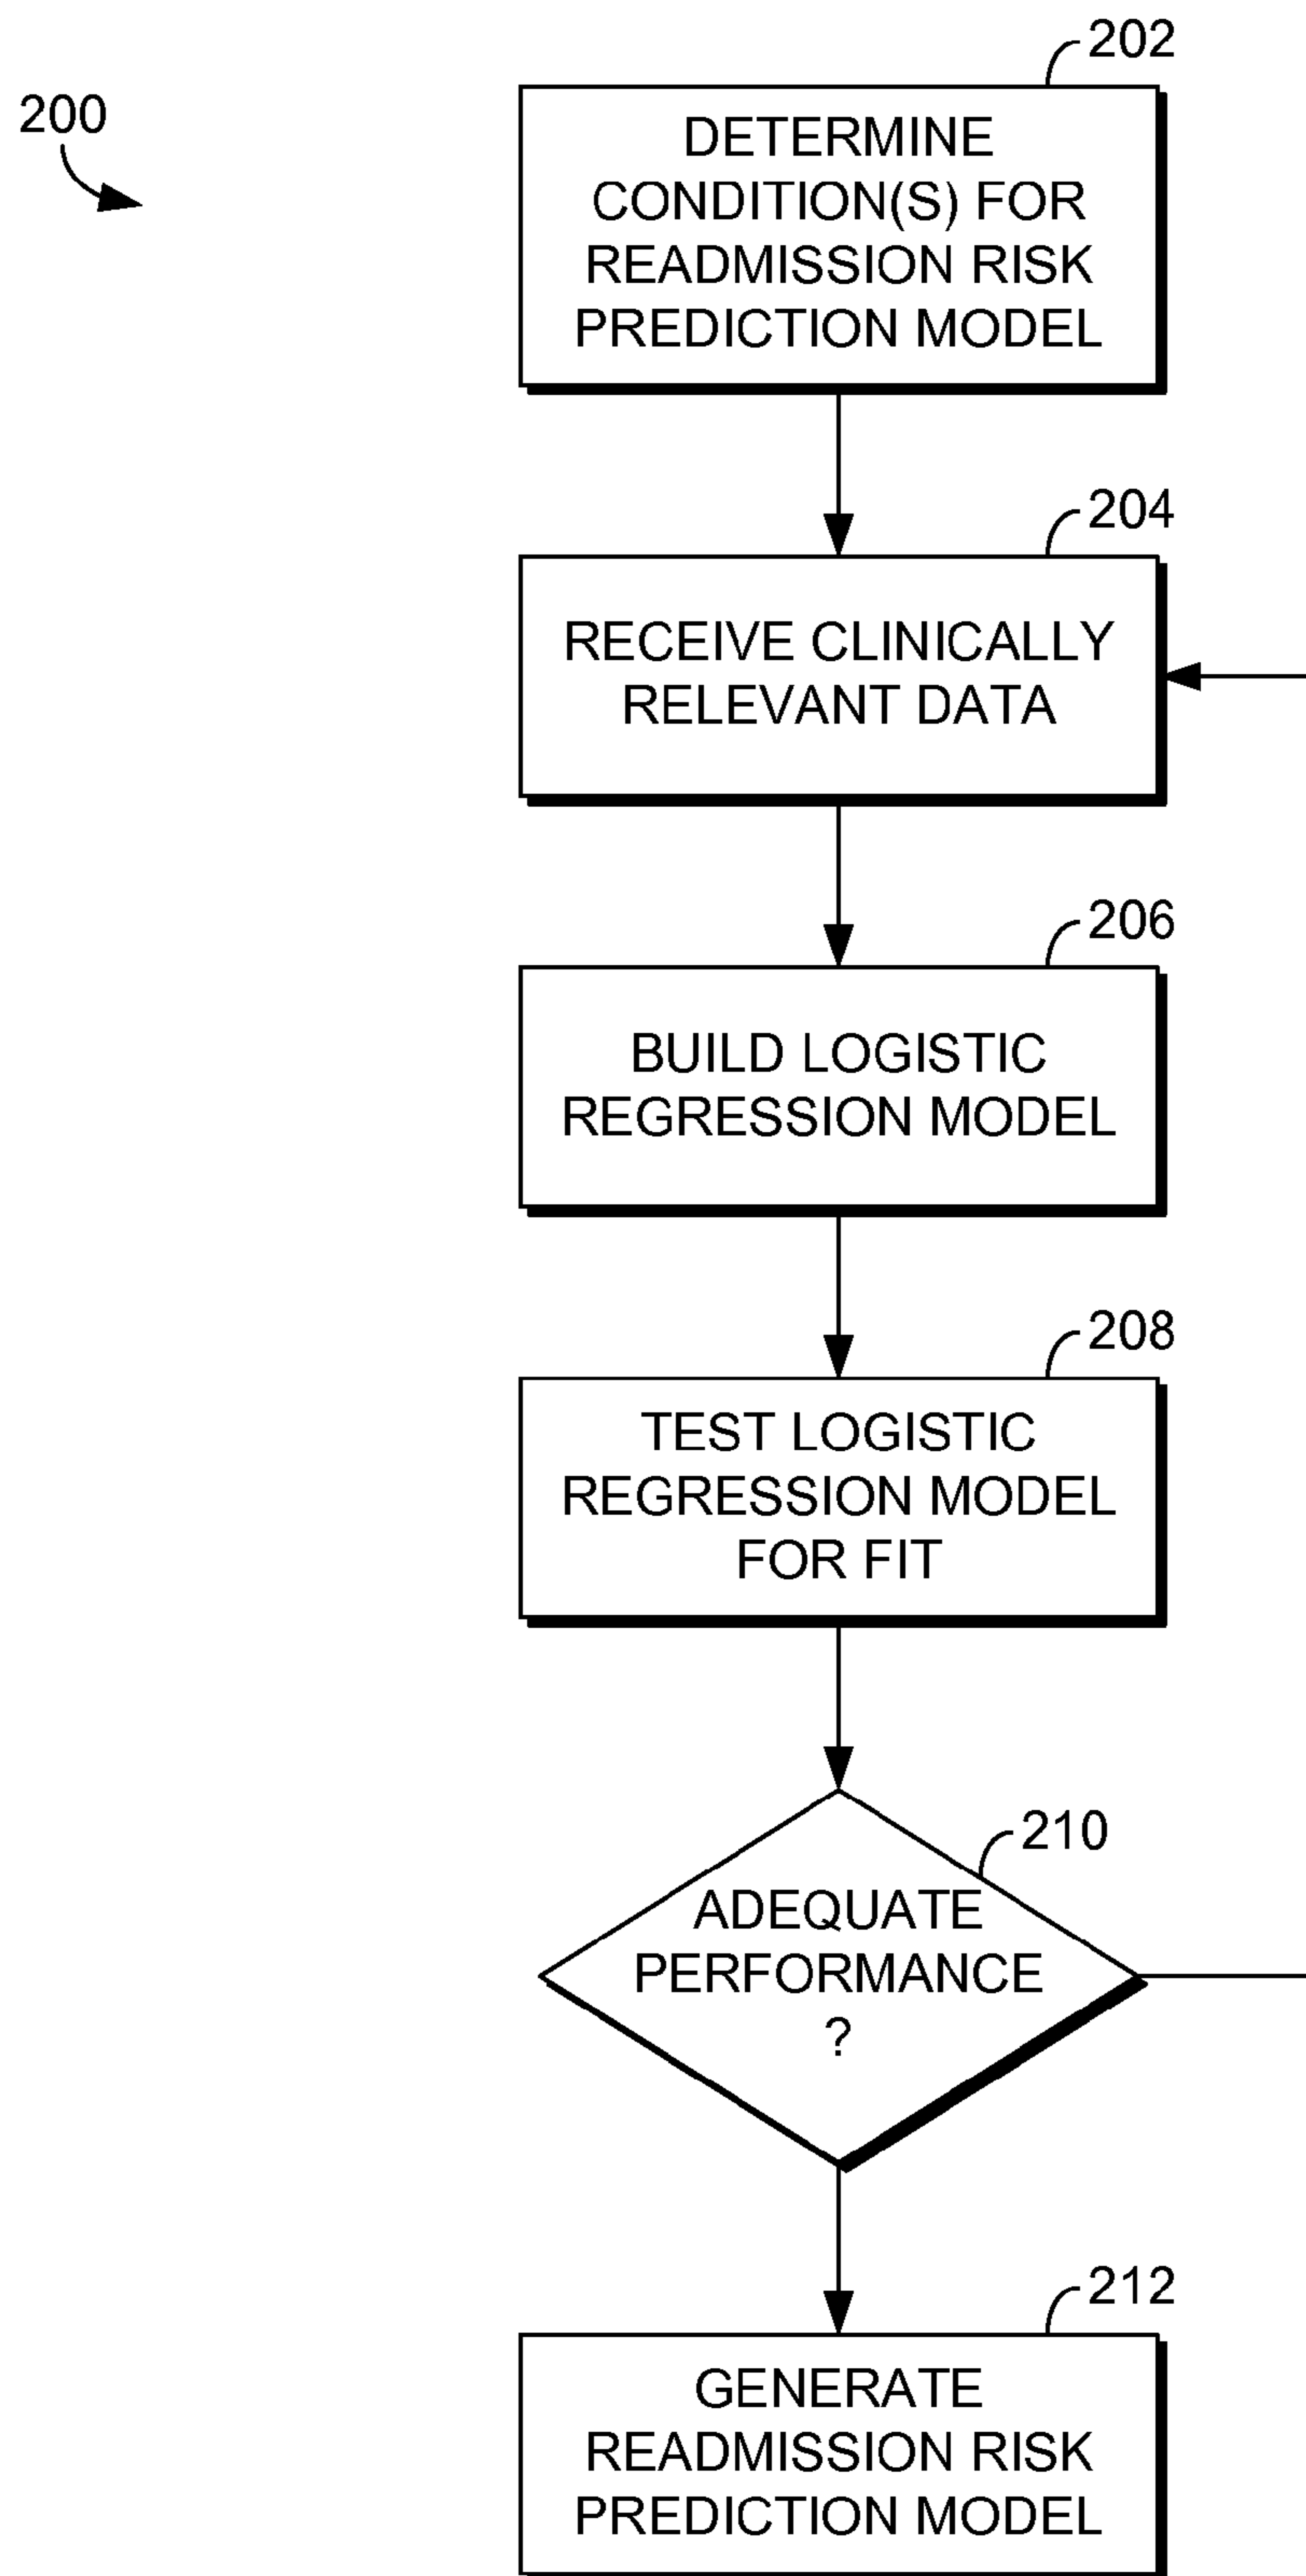 200
202
DETERMINE
CONDITION(S) FOR
READMISSION RISK
PREDICTION MODEL
204
RECEIVE CLINICALLY
RELEVANT DATA
206
BUILD LOGISTIC
REGRESSION MODEL
208
TEST LOGISTIC
REGRESSION MODEL
FOR FIT
210
ADEQUATE
PERFORMANCE
?
212
GENERATE
READMISSION RISK
PREDICTION MODEL